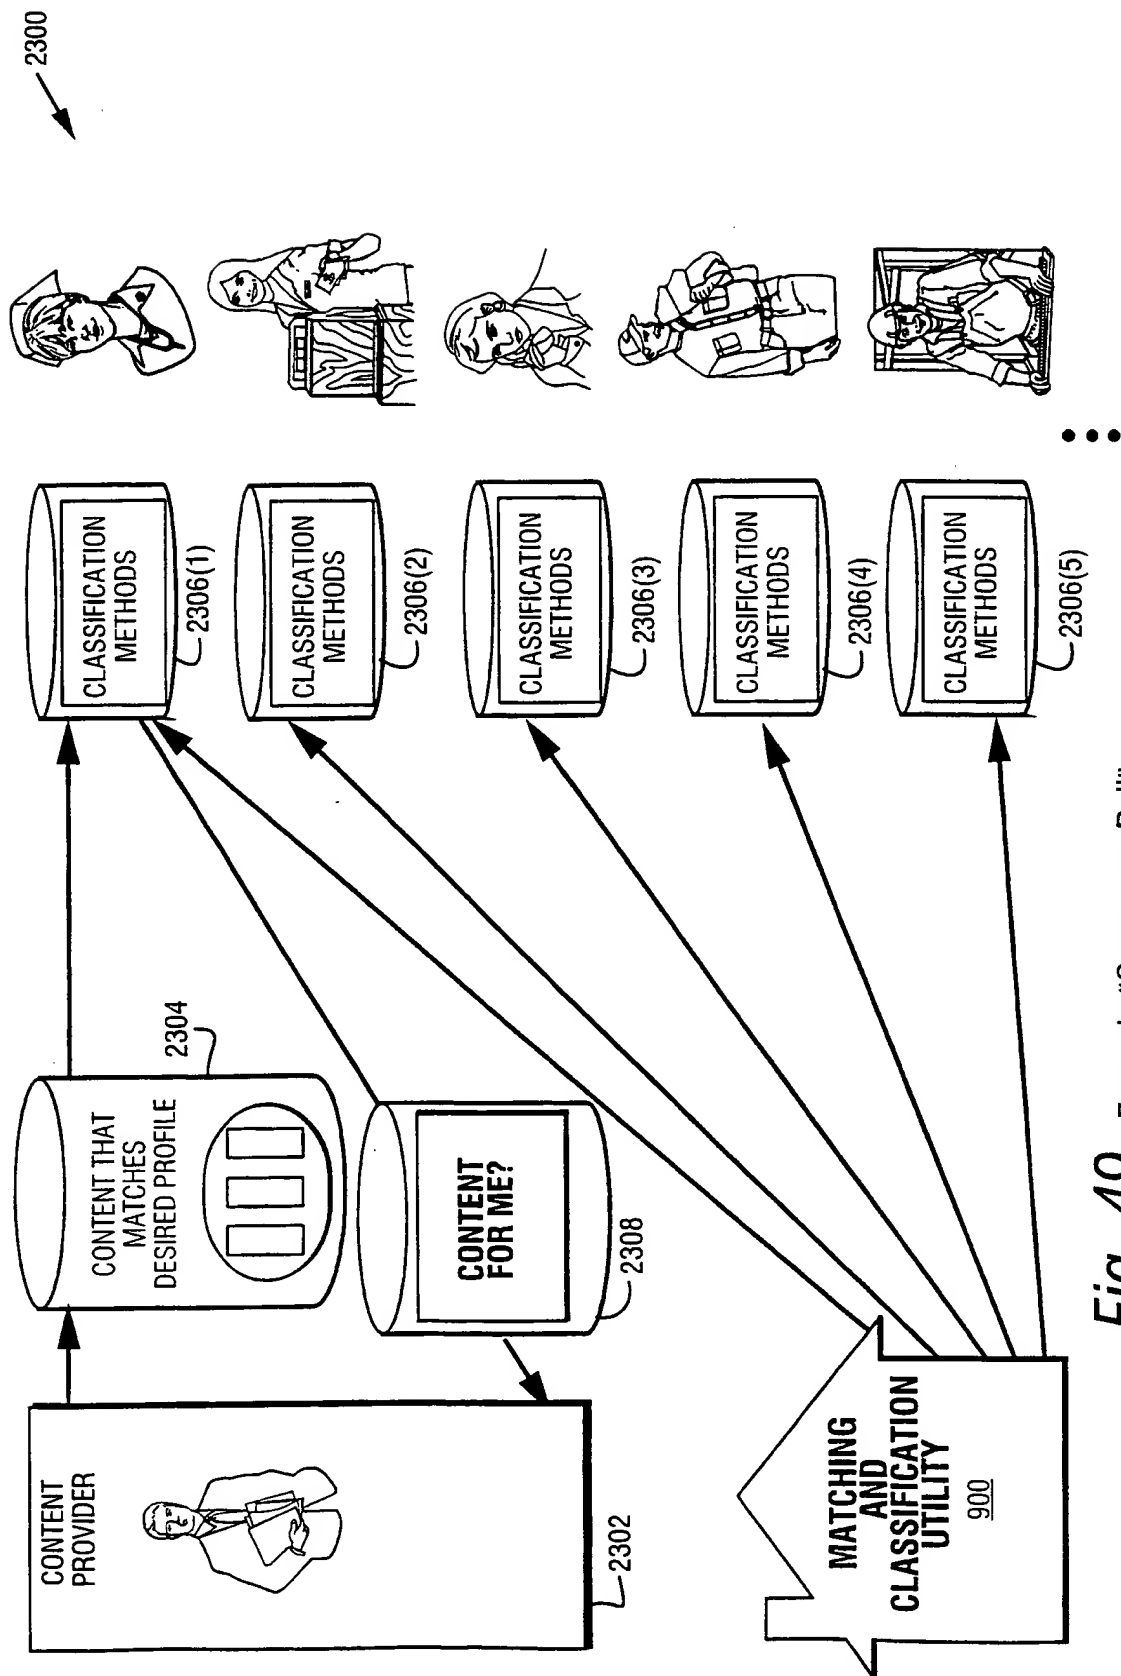 2300
CONTENT
PROVIDER
2302
CONTENT THAT
MATCHES
DESIRED PROFILE
2304
CONTENT
FOR ME?
2308
MATCHING
AND
CLASSIFICATION
UTILITY
900
CLASSIFICATION
METHODS
2306(1)
CLASSIFICATION
METHODS
2306(2)
CLASSIFICATION
METHODS
2306(3)
CLASSIFICATION
METHODS
2306(4)
CLASSIFICATION
METHODS
2306(5)
Fig. 49